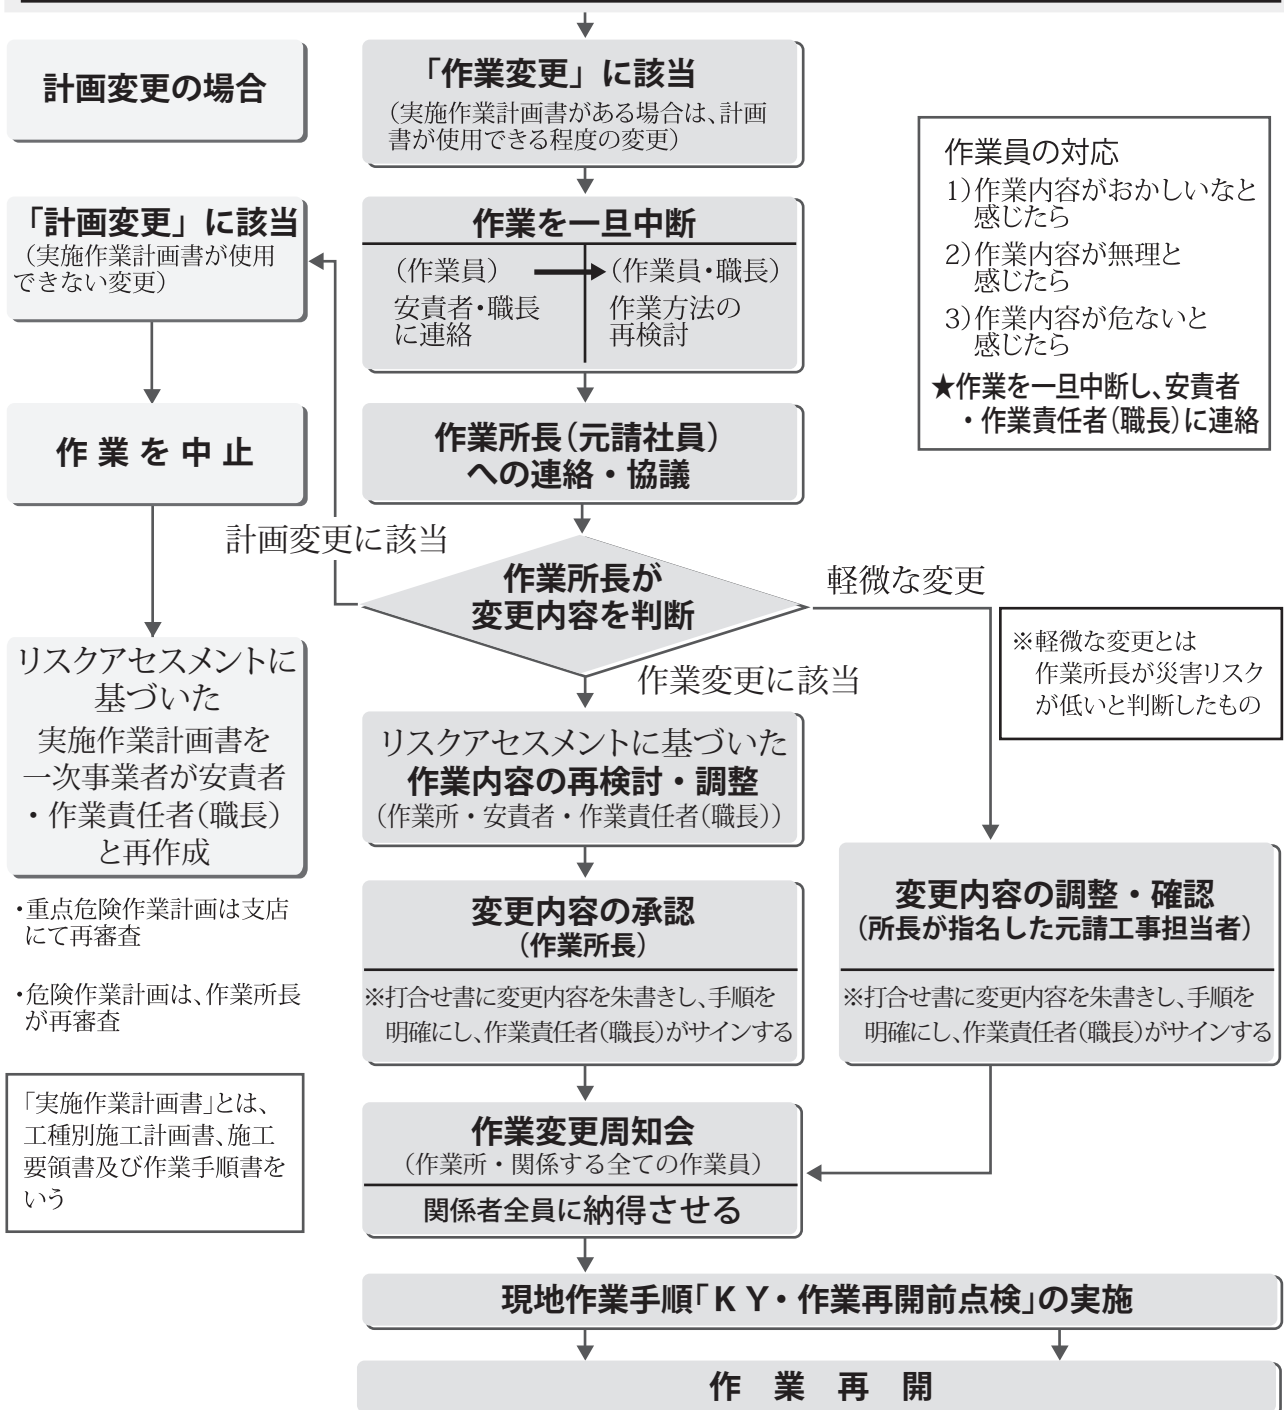 計画変更の場合
「作業変更」に該当
（実施作業計画書がある場合は、計画
書が使用できる程度の変更）
作業員の対応
1）作業内容がおかしいなと
感じたら
2）作業内容が無理と
感じたら
3）作業内容が危ないと
感じたら
★作業を一旦中断し、安責者
・作業責任者（職長）に連絡
「計画変更」に該当
（実施作業計画書が使用
できない変更）
作業を一旦中断
（作業員）
安責者・職長
に連絡
（作業員・職長）
作業方法の
再検討
作業を中止
作業所長（元請社員）
への連絡・協議
計画変更に該当
作業所長が
変更内容を判断
軽微な変更
※軽微な変更とは
作業所長が災害リスク
が低いと判断したもの
作業変更に該当
リスクアセスメントに
基づいた
実施作業計画書を
一次事業者が安責者
・作業責任者（職長）
と再作成
・重点危険作業計画は支店
にて再審査
・危険作業計画は、作業所長
が再審査
「実施作業計画書」とは、
工種別施工計画書、施工
要領書及び作業手順書を
いう
リスクアセスメントに基づいた
作業内容の再検討・調整
（作業所・安責者・作業責任者（職長））
変更内容の承認
（作業所長）
※打合せ書に変更内容を朱書きし、手順を
明確にし、作業責任者（職長）がサインする
変更内容の調整・確認
（所長が指名した元請工事担当者）
※打合せ書に変更内容を朱書きし、手順を
明確にし、作業責任者（職長）がサインする
作業変更周知会
（作業所・関係する全ての作業員）
関係者全員に納得させる
現地作業手順「ＫＹ・作業再開前点検」の実施
作　業　再　開